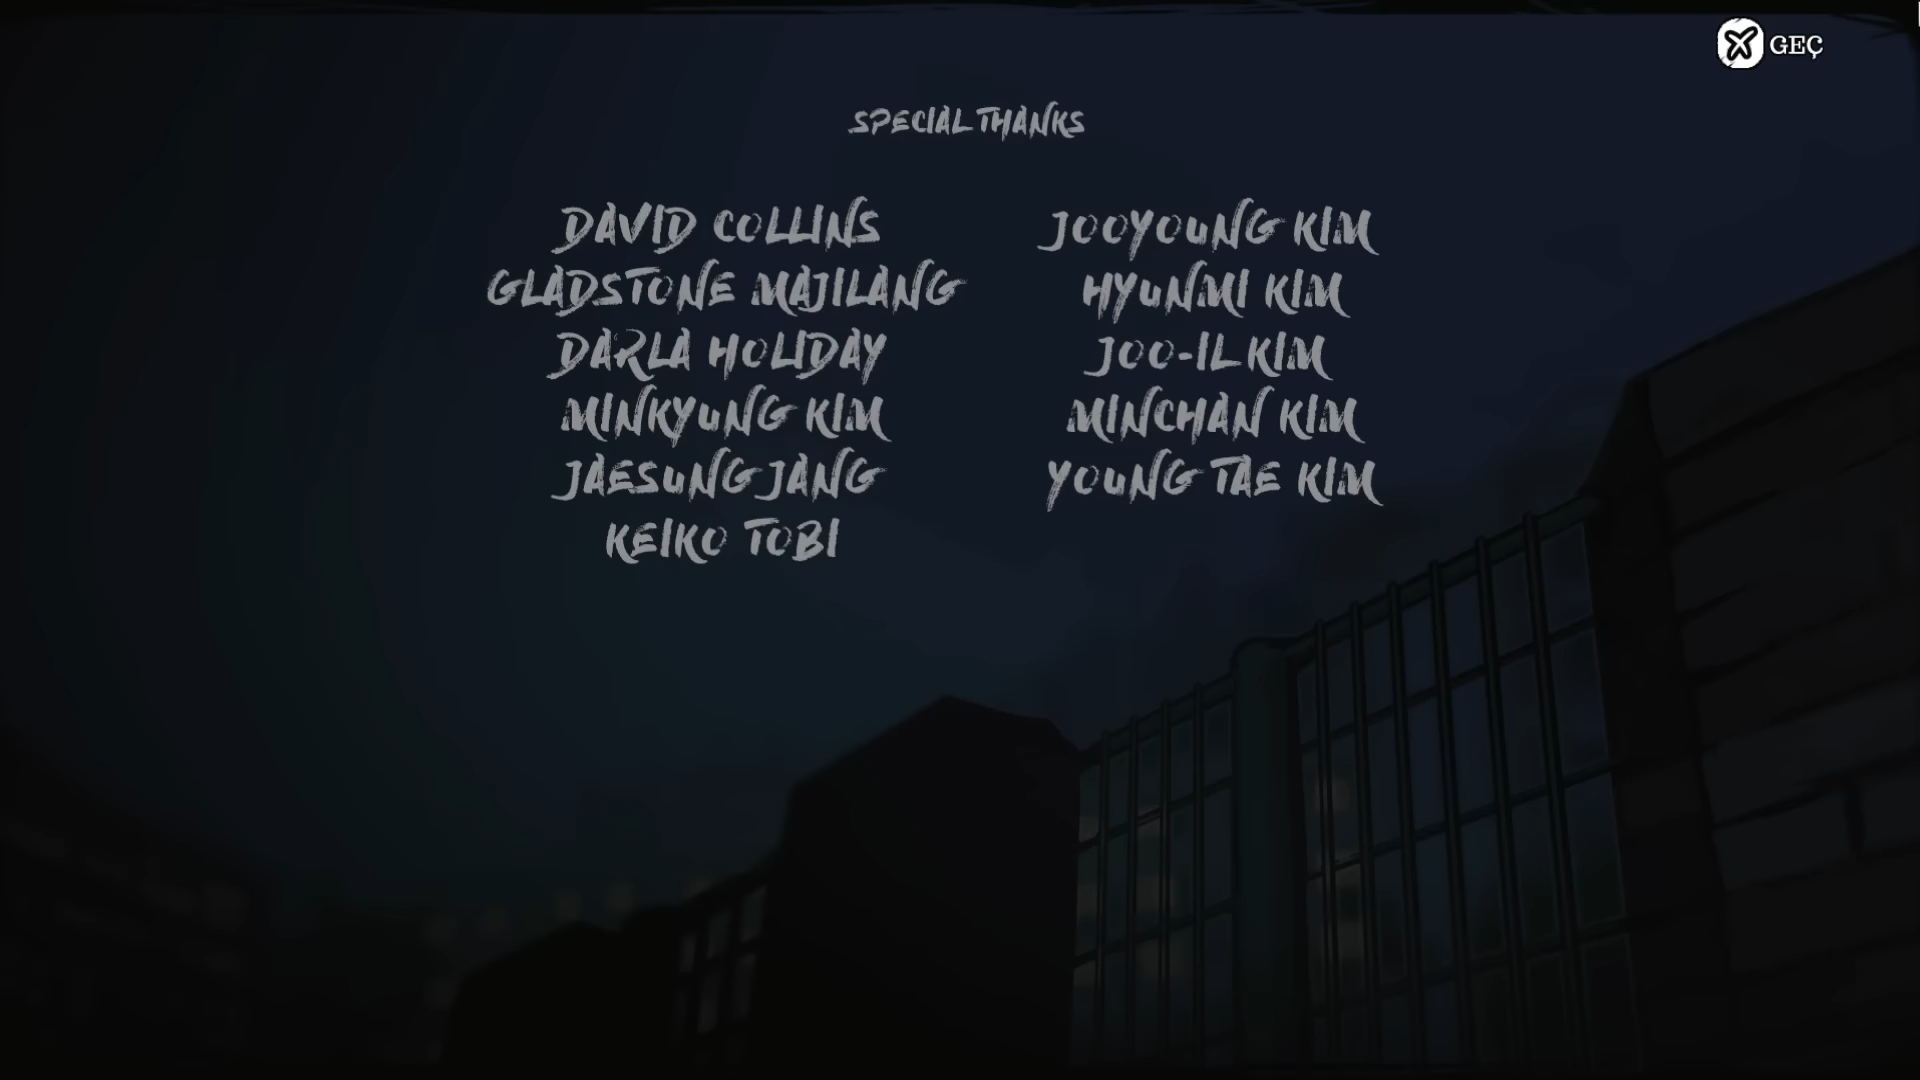 GEÇ
SPECIAL THANKS
DAVID COLLINS
GLADSTONE MAJILANG
DARLA HOLIDAY
MINKYUNG KIM
JAESUNG JANG
KEIKO TOBI
JOOYOUNG KIM
HYUNMI KIM
JOO-IL KIM
MINCHAN KIM
YOUNG TAE KIM